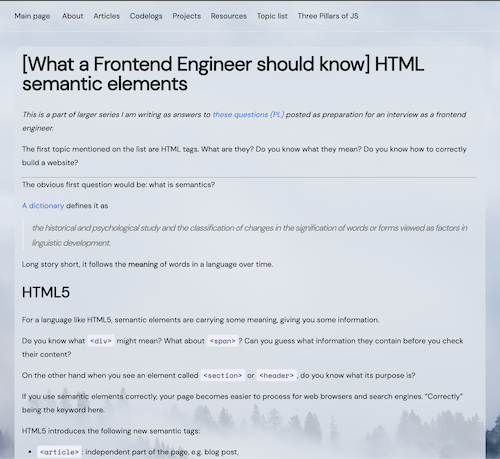 Main page About Articles Codelogs Projects Resources Topic list Three Pillars of JS
[What a Frontend Engineer should know] HTML
semantic elements
This is a part of larger series I am writing as answers to these questions (PL) posted as preparation for an interview as a frontend
engineer.
The first topic mentioned on the list are HTML tags. What are they? Do you know what they mean? Do you know how to correctly
build a website?
The obvious first question would be: what is semantics?
A dictionary defines it as
the historical and psychological study and the classification of changes in the signification of words or forms viewed as factors in
linguistic development.
Long story short, it follows the meaning of words in a language over time.
HTML5
For a language like HTML5, semantic elements are carrying some meaning, giving you some information.
Do you know what <div> might mean? What about <span> ? Can you guess what information they contain before you check
their content?
On the other hand when you see an element called <section> or <header> , do you know what its purpose is?
If you use semantic elements correctly, your page becomes easier to process for web browsers and search engines. “Correctly”
being the keyword here.
HTML5 introduces the following new semantic tags:
• <article> : independent part of the page, e.g. blog post,